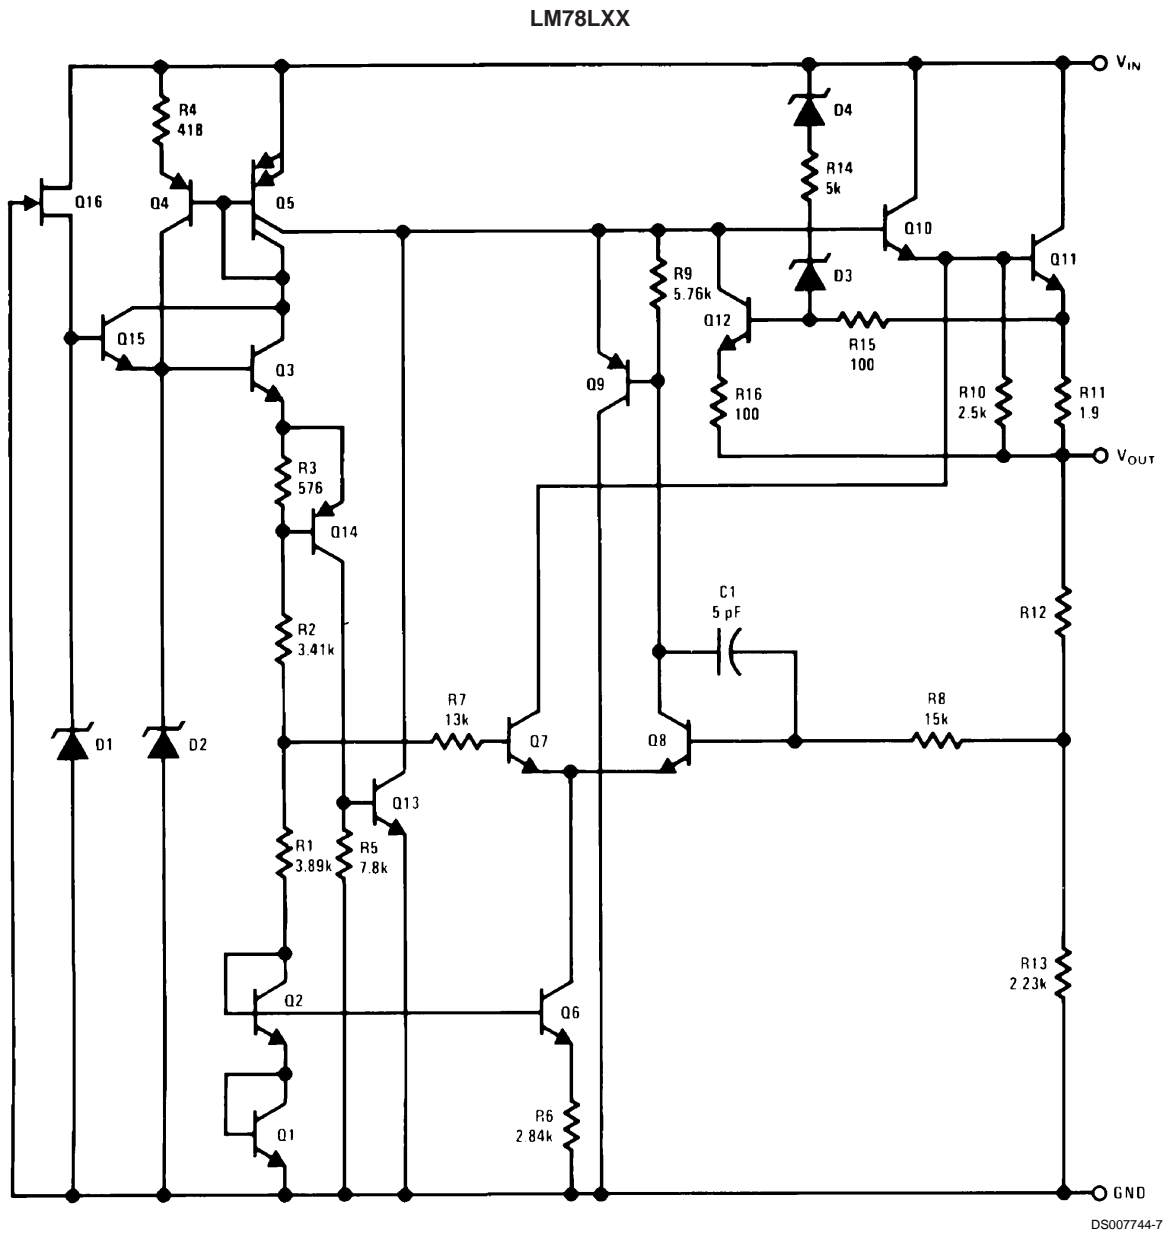 LM78LXX
VIN
R4
418
D4
R14
5k
Q16
Q4
Q5
Q10
Q11
R9
5.76k
D3
Q15
Q12
R15
100
Q3
Q9
R16
100
R10
2.5k
R11
1.9
VOUT
R3
576
Q14
C1
5 pF
R12
R2
3.41k
R7
13k
R8
15k
D1
D2
Q7
Q8
Q13
R1
3.89k
R5
7.8k
R13
2.23k
Q2
Q6
R6
2.84k
Q1
GND
DS007744-7